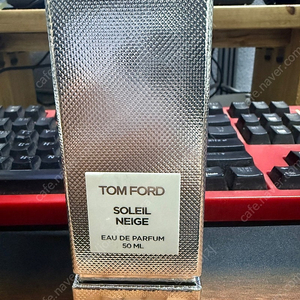 TOM FORD
SOLEIL
NEIGE
EAU DE PARFUM
50 ML